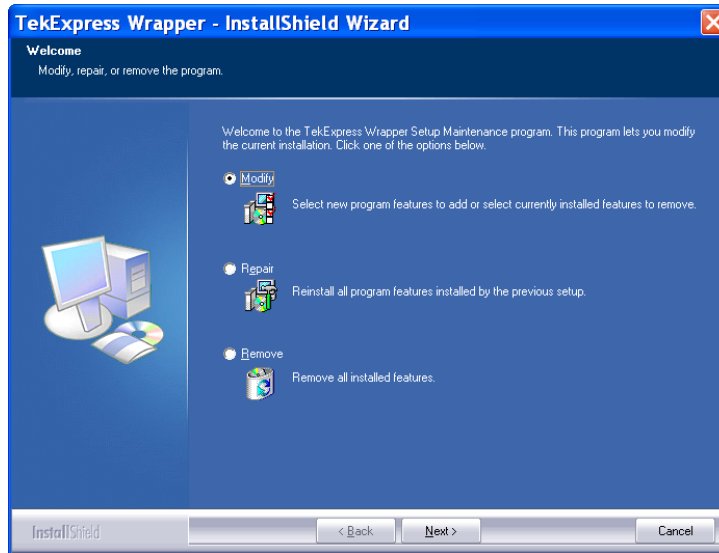 TekExpress Wrapper - InstallShield Wizard
Welcome
Modify, repair, or remove the program.
Welcome to the TekExpress Wrapper Setup Maintenance program. This program lets you modify
the current installation. Click one of the options below.
Modify
Select new program features to add or select currently installed features to remove.
Repair
Reinstall all program features installed by the previous setup.
Remove
Remove all installed features.
InstallShield
< Back
Next >
Cancel